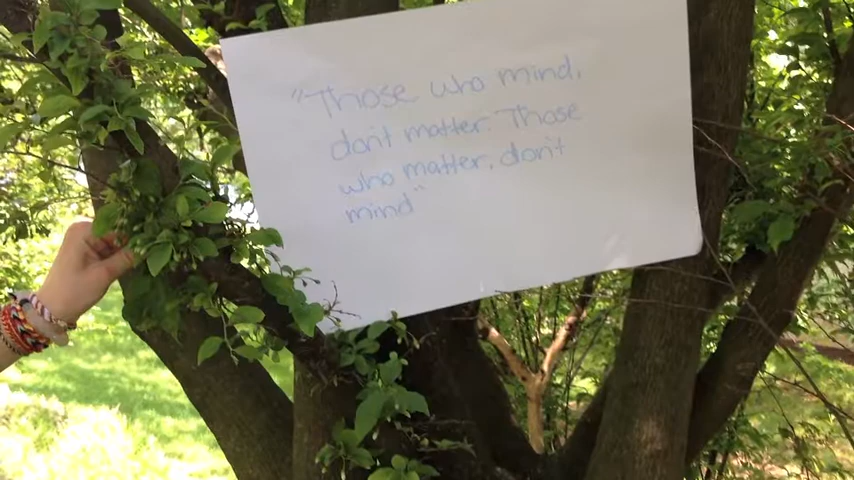 "Those who mind,
don't matter. Those
who matter, don't
mind"